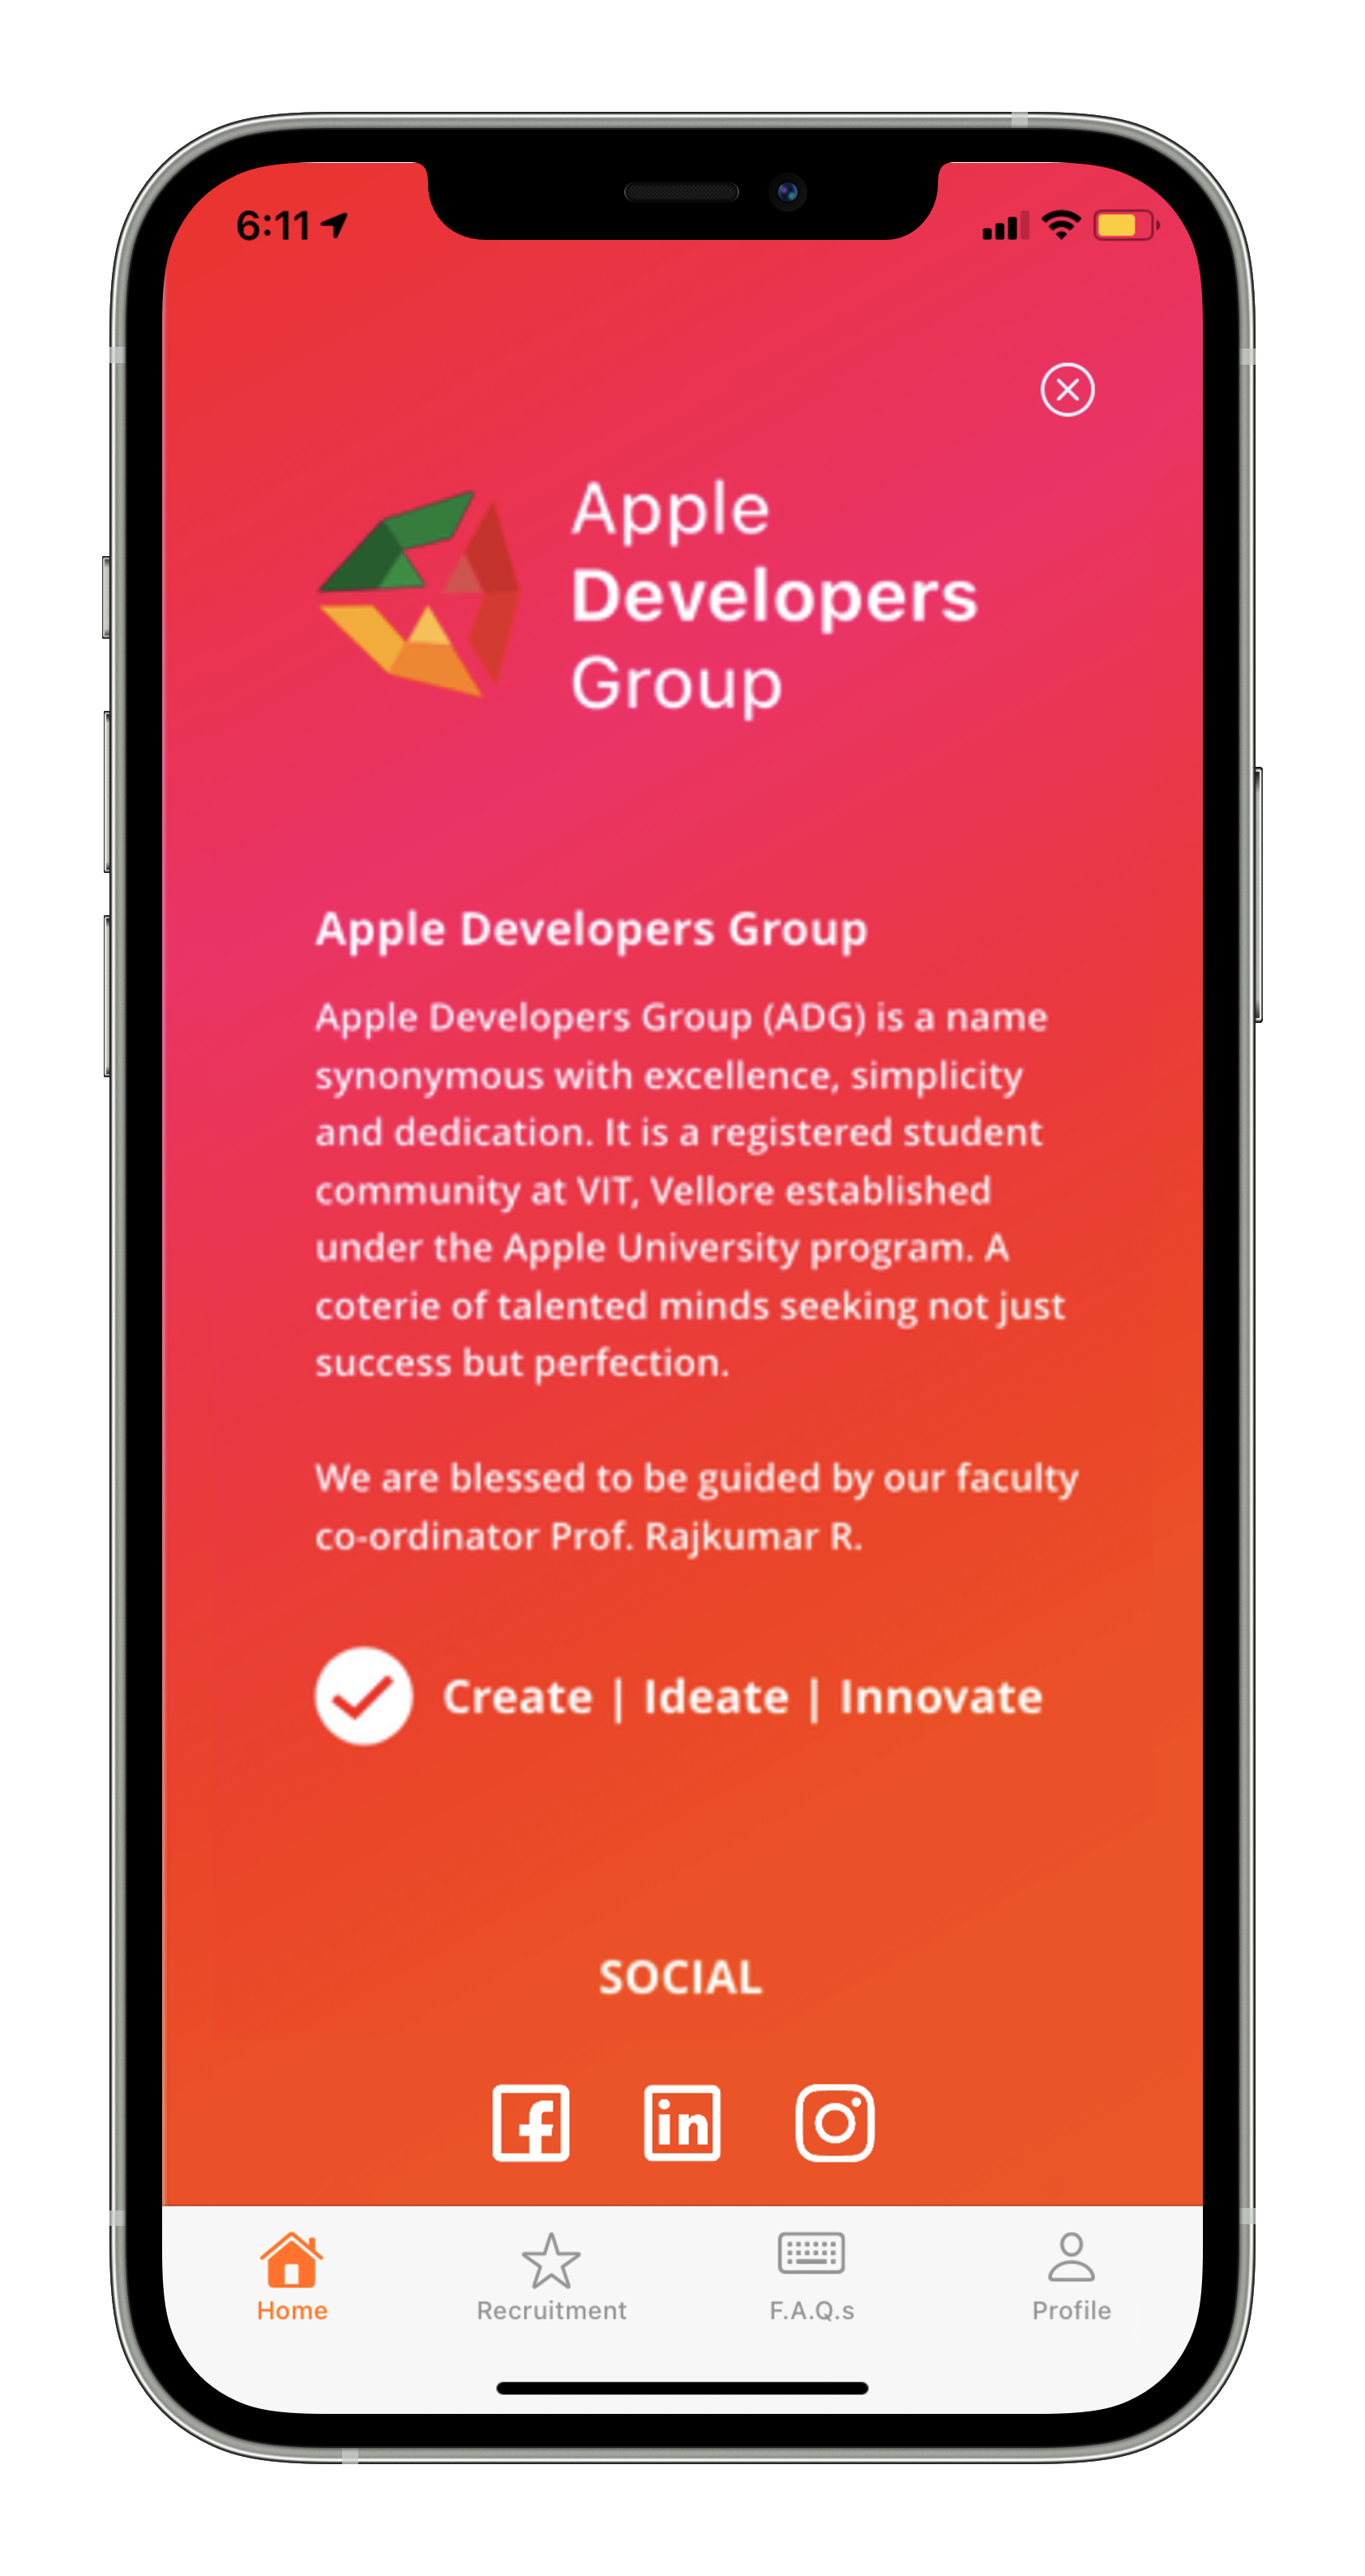 6:11
Apple
Developers
Group
Apple Developers Group
Apple Developers Group (ADG) is a name
synonymous with excellence, simplicity
and dedication. It is a registered student
community at VIT, Vellore established
under the Apple University program. A
coterie of talented minds seeking not just
success but perfection.
We are blessed to be guided by our faculty
co-ordinator Prof. Rajkumar R.
Create | Ideate | Innovate
SOCIAL
f in
Home Recruitment F.A.Q.s Profile